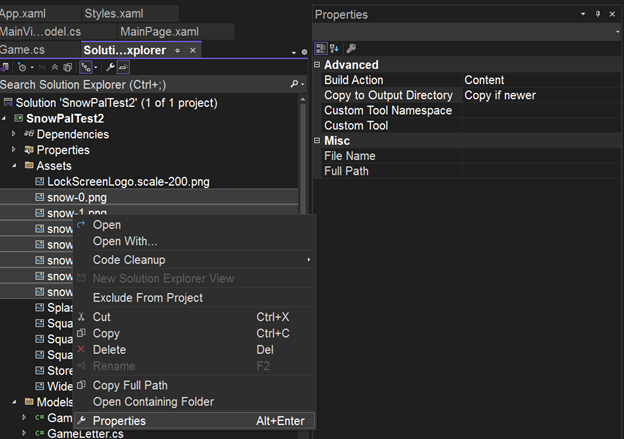 App.xaml
Styles.xaml
MainVi…odel.cs
MainPage.xaml
Game.cs
Soluti…xplorer
Search Solution Explorer (Ctrl+;)
Solution 'SnowPalTest2' (1 of 1 project)
SnowPalTest2
Dependencies
Properties
Assets
LockScreenLogo.scale-200.png
snow-0.png
snow-1.png
snow
snow
snow
snow
snow
Splas
Squa
Squa
Squa
Store
Wide
Models
Gam
GameLetter.cs
Open
Open With...
Code Cleanup
New Solution Explorer View
Exclude From Project
Cut Ctrl+X
Copy Ctrl+C
Delete Del
Rename F2
Copy Full Path
Open Containing Folder
Properties Alt+Enter
Properties
Advanced
Build Action Content
Copy to Output Directory Copy if newer
Custom Tool Namespace
Custom Tool
Misc
File Name
Full Path